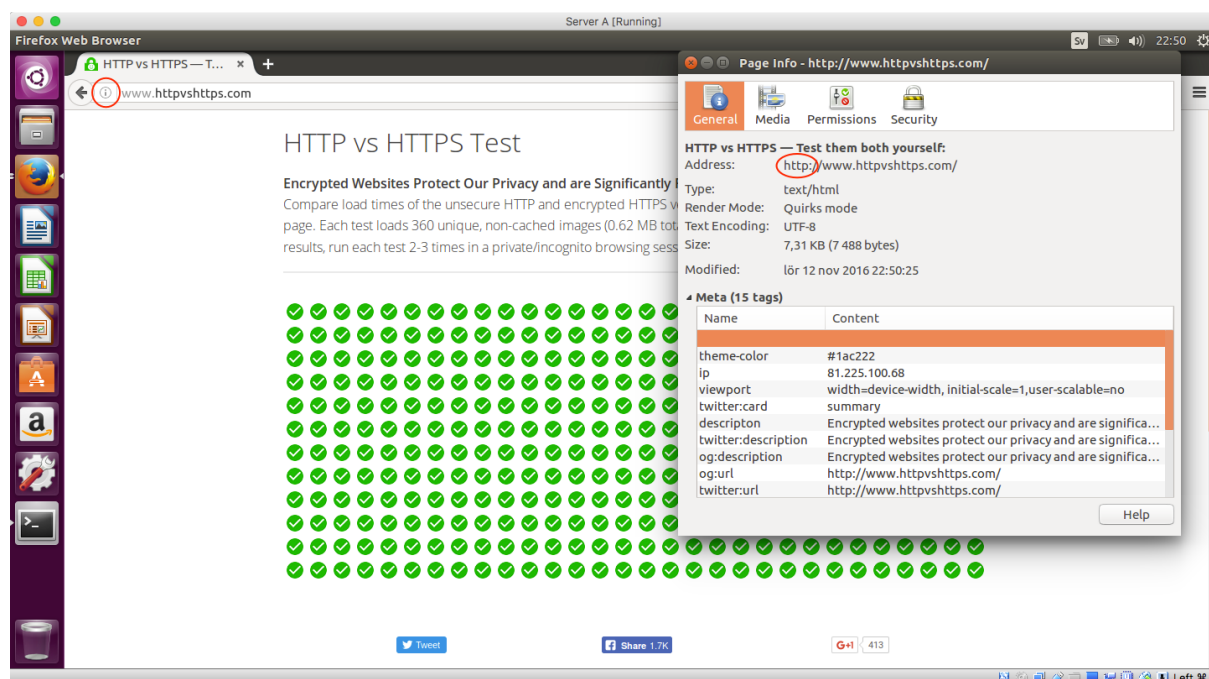 Server A [Running]
Firefox Web Browser
Sv
22:50
HTTP vs HTTPS — T... × +
www.httpvshttps.com
HTTP vs HTTPS Test
Encrypted Websites Protect Our Privacy and are Significantly
Compare load times of the unsecure HTTP and encrypted HTTPS
page. Each test loads 360 unique, non-cached images (0.62 MB
results, run each test 2-3 times in a private/incognito browsing
Tweet
Share 1.7K
G+1 413
Page Info - http://www.httpvshttps.com/
General Media Permissions Security
HTTP vs HTTPS — Test them both yourself:
Address: http://www.httpvshttps.com/
Type: text/html
Render Mode: Quirks mode
Text Encoding: UTF-8
Size: 7,31 KB (7 488 bytes)
Modified: lör 12 nov 2016 22:50:25
Meta (15 tags)
Name Content
theme-color #1ac222
ip 81.225.100.68
viewport width=device-width, initial-scale=1,user-scalable=no
twitter:card summary
descripton Encrypted websites protect our privacy and are significa...
twitter:description Encrypted websites protect our privacy and are significa...
og:description Encrypted websites protect our privacy and are significa...
og:url http://www.httpvshttps.com/
twitter:url http://www.httpvshttps.com/
Help
Left ⌘